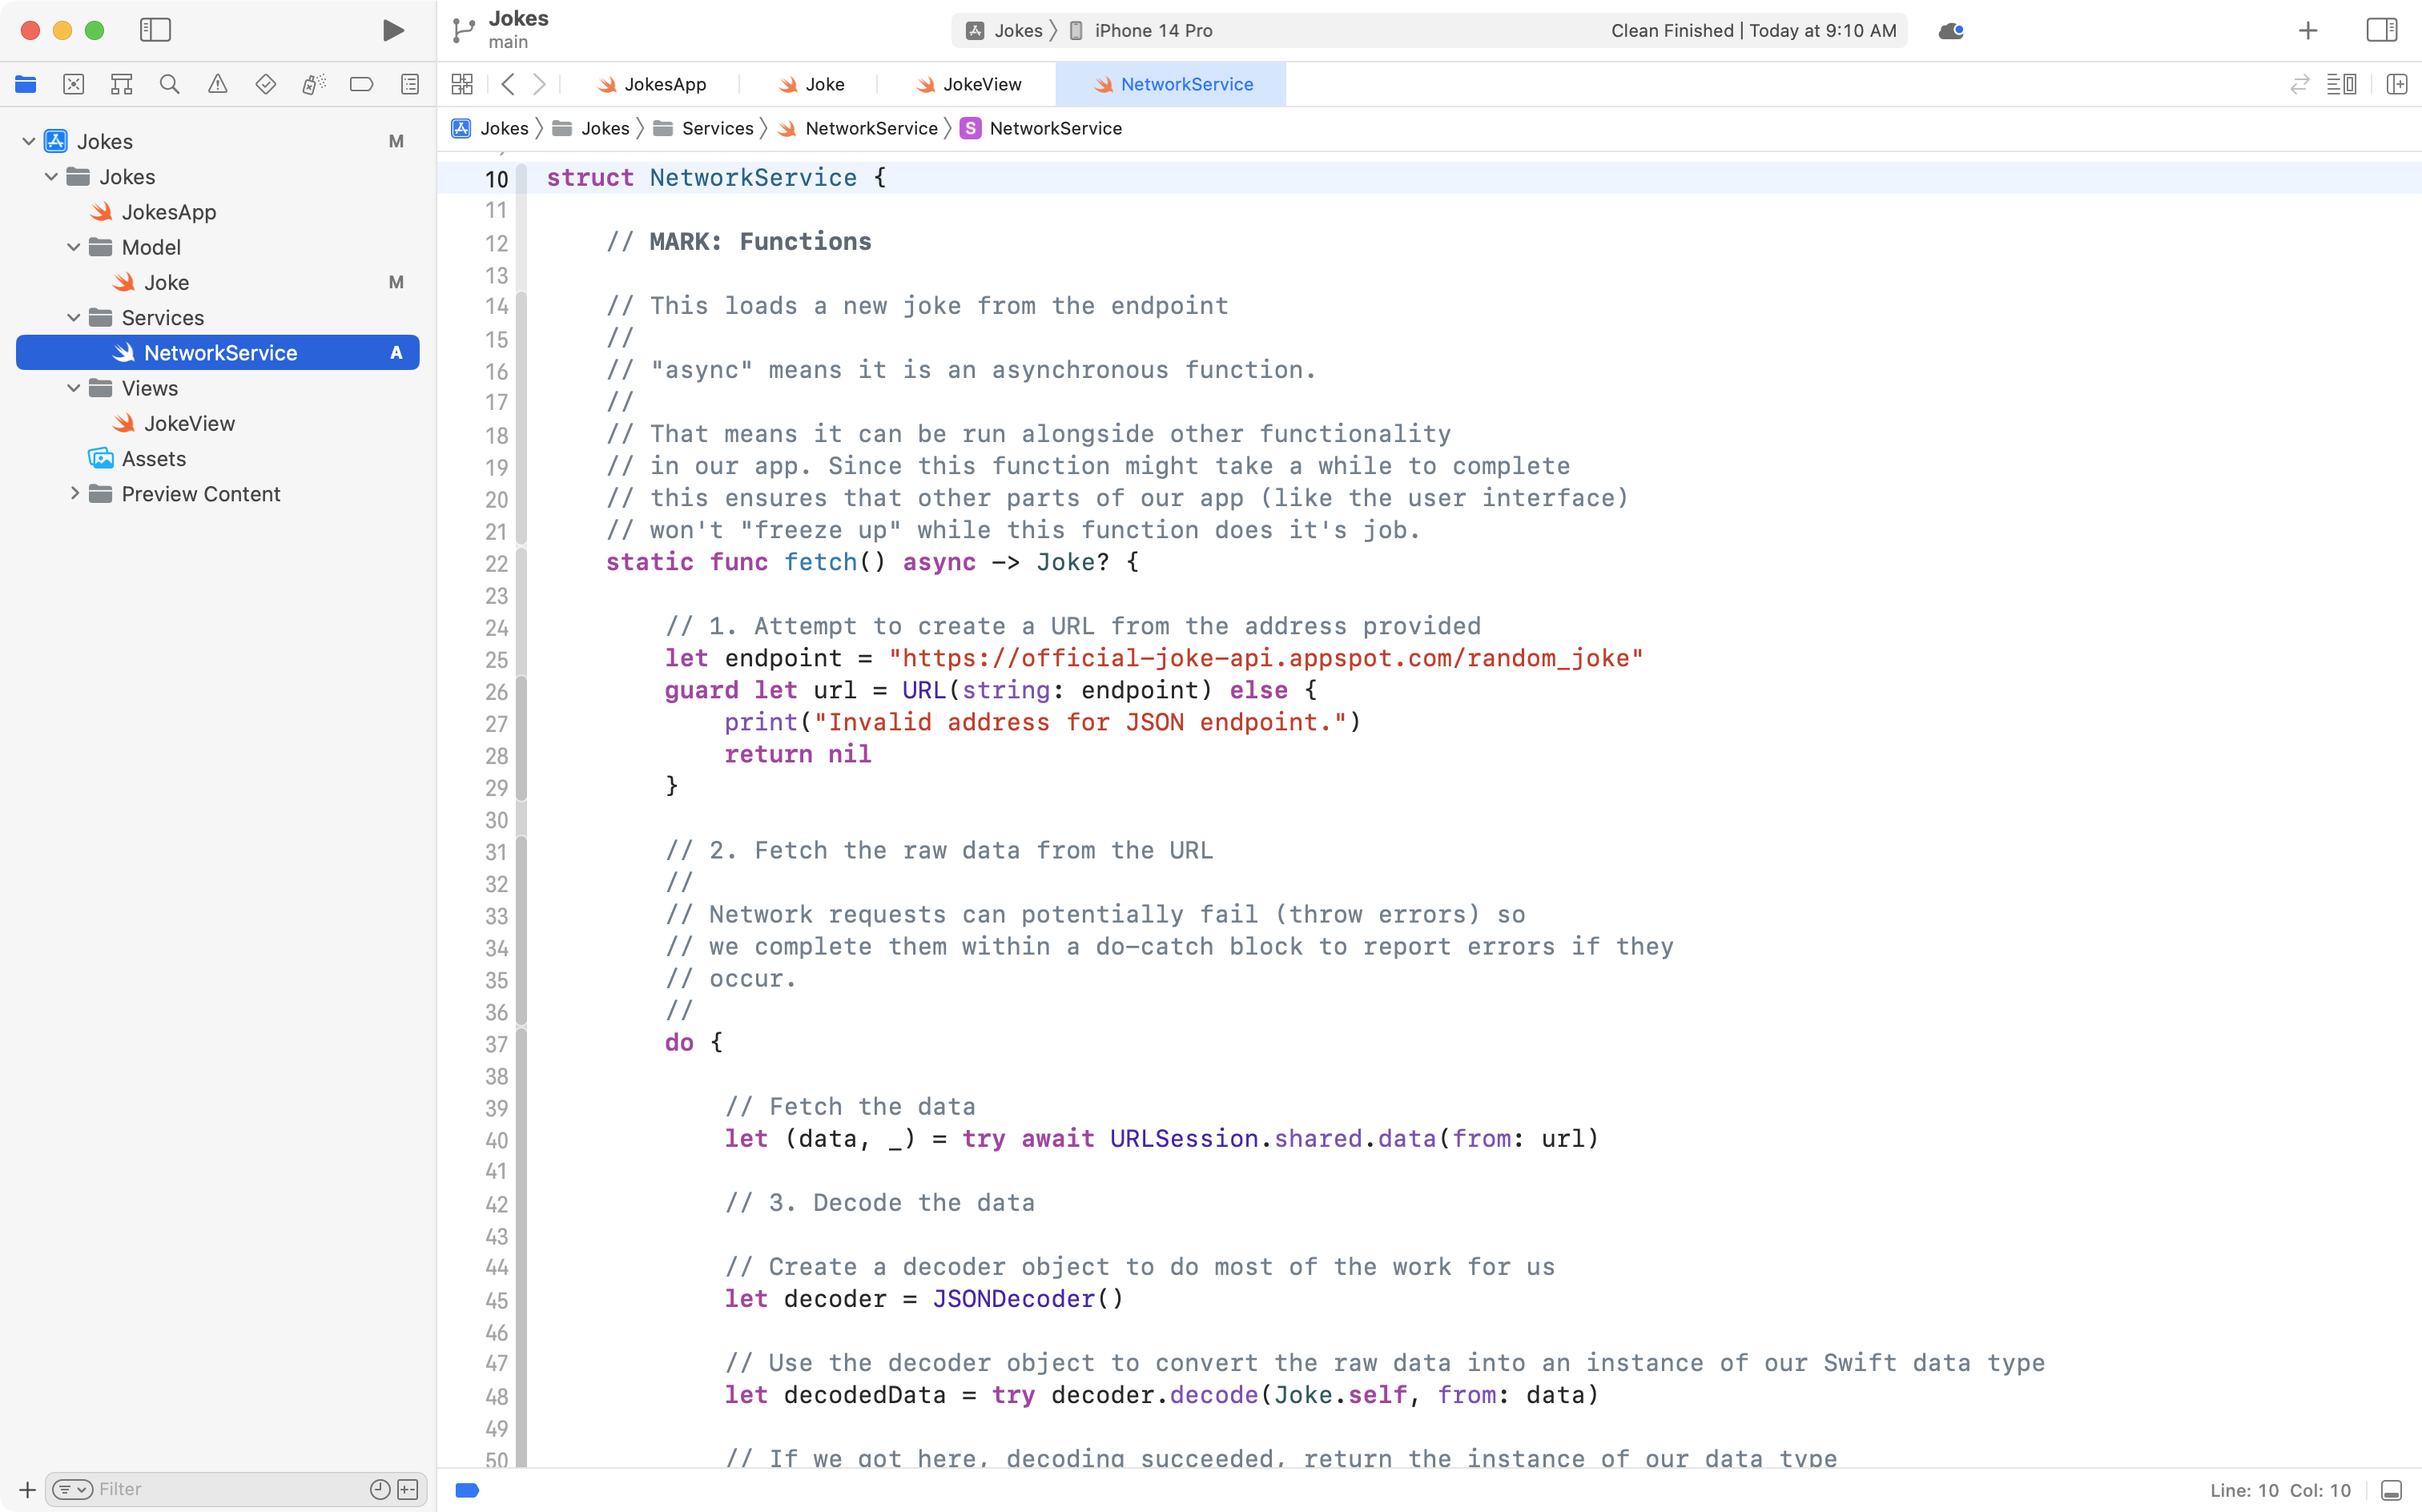 Jokes
main
Jokes
iPhone 14 Pro
Clean Finished | Today at 9:10 AM
JokesApp
Joke
JokeView
NetworkService
Jokes
Jokes
Services
NetworkService
S NetworkService
Jokes M
Jokes
JokesApp
Model
Joke M
Services
NetworkService A
Views
JokeView
Assets
Preview Content
Filter
10 struct NetworkService {
11
12 // MARK: Functions
13
14 // This loads a new joke from the endpoint
15 //
16 // "async" means it is an asynchronous function.
17 //
18 // That means it can be run alongside other functionality
19 // in our app. Since this function might take a while to complete
20 // this ensures that other parts of our app (like the user interface)
21 // won't "freeze up" while this function does it's job.
22 static func fetch() async -> Joke? {
23
24 // 1. Attempt to create a URL from the address provided
25 let endpoint = "https://official-joke-api.appspot.com/random_joke"
26 guard let url = URL(string: endpoint) else {
27 print("Invalid address for JSON endpoint.")
28 return nil
29 }
30
31 // 2. Fetch the raw data from the URL
32 //
33 // Network requests can potentially fail (throw errors) so
34 // we complete them within a do-catch block to report errors if they
35 // occur.
36 //
37 do {
38
39 // Fetch the data
40 let (data, _) = try await URLSession.shared.data(from: url)
41
42 // 3. Decode the data
43
44 // Create a decoder object to do most of the work for us
45 let decoder = JSONDecoder()
46
47 // Use the decoder object to convert the raw data into an instance of our Swift data type
48 let decodedData = try decoder.decode(Joke.self, from: data)
49
50 // If we got here, decoding succeeded, return the instance of our data type
Line: 10 Col: 10